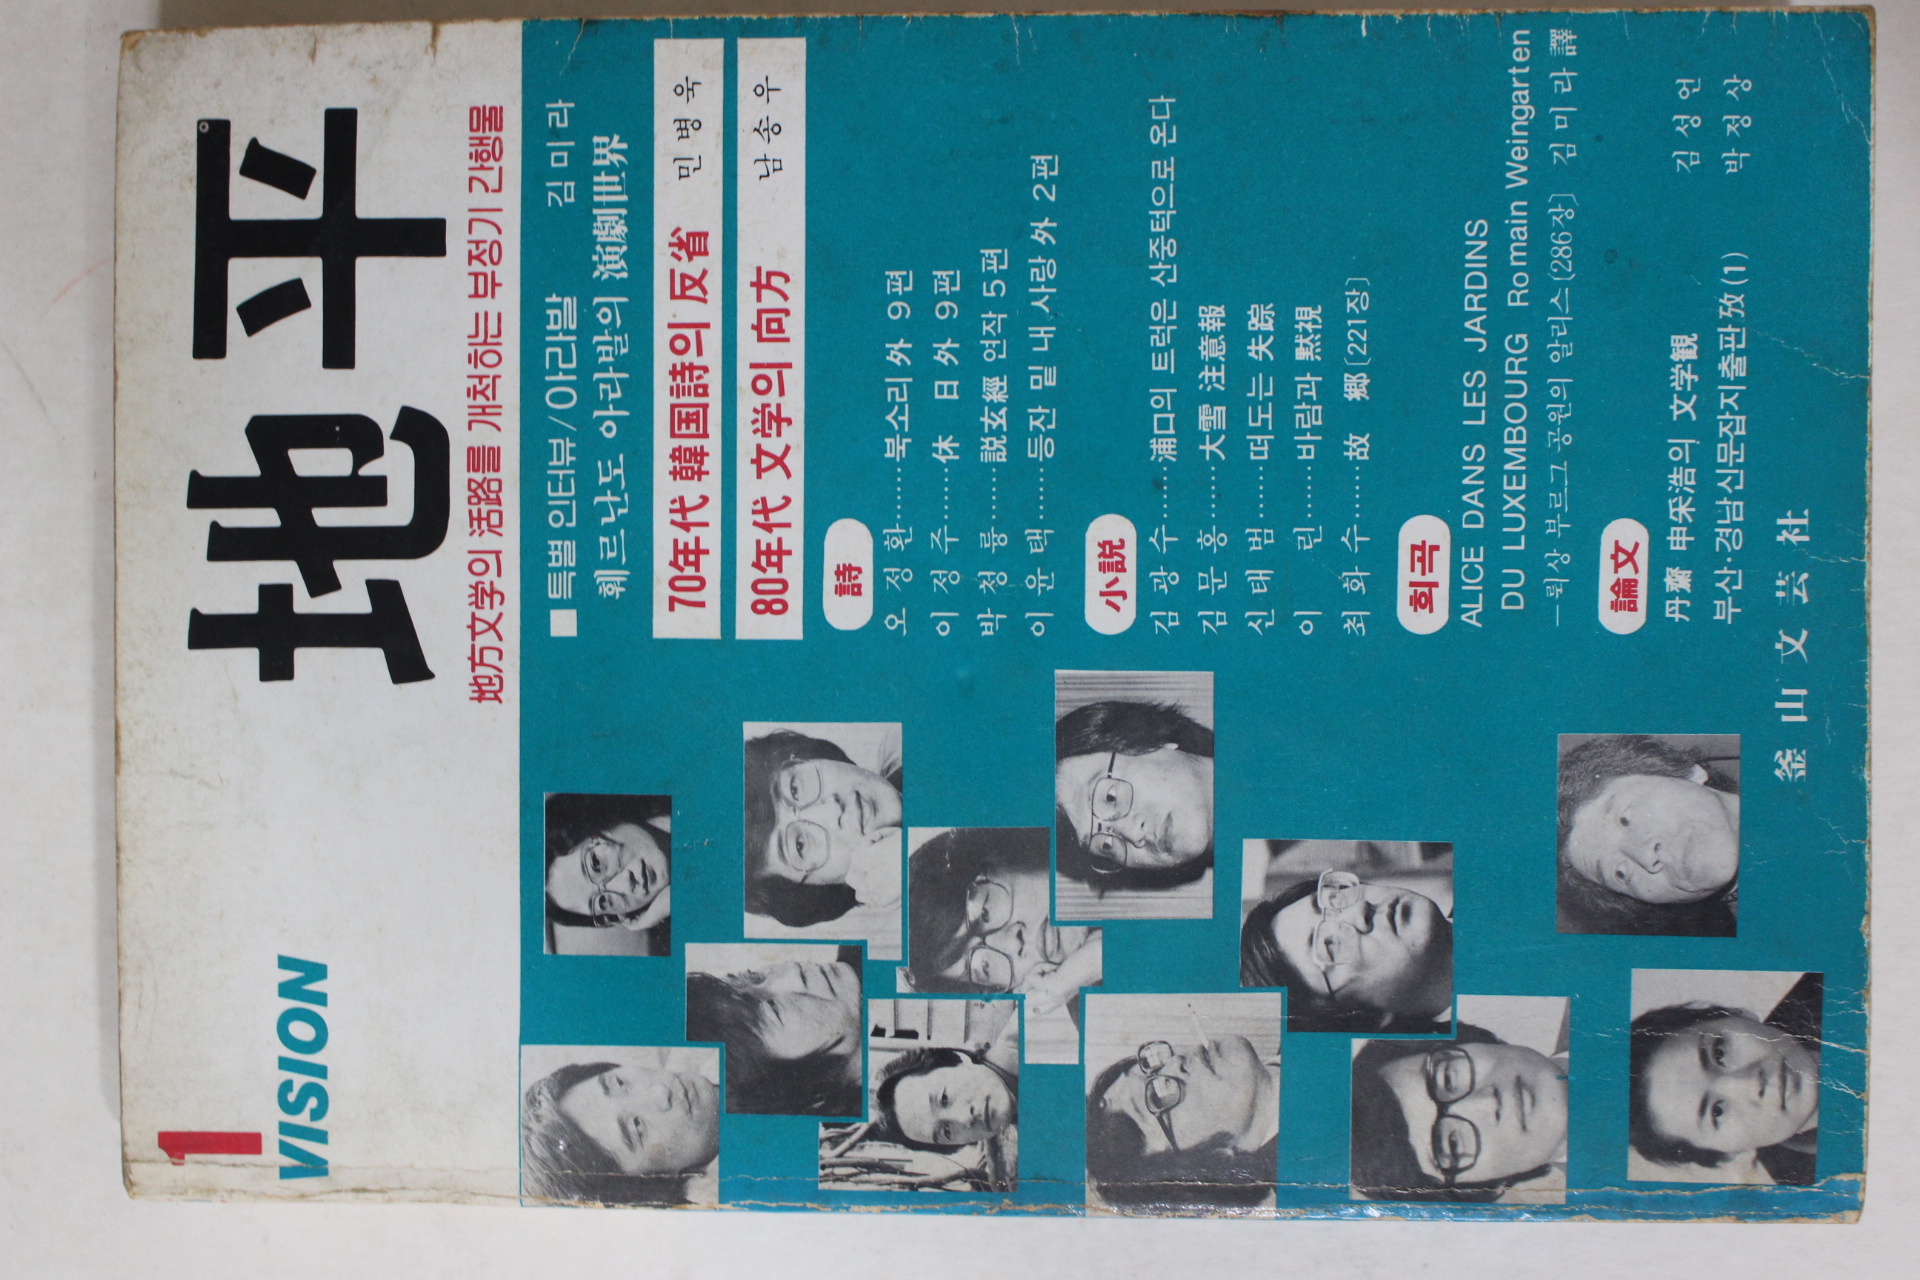 1
VISION
地平
地方文学의 活路를 개척하는 부정기 간행물
■ 특별 인터뷰/아라발 김미라
훼르난도 아라발의 演劇世界
70年代 韓国詩의 反省 민병욱
80年代 文学의 向方 남송우
詩
오정환……북소리 外 9편
이정주……休日 外 9편
박청륭……説玄經 연작 5편
이윤택……등잔 밑 내 사랑 外 2편
小説
김광수……浦口의 트럭은 산중턱으로 온다
김문홍……大雪 注意報
신태범……떠도는 失踪
이 린……바람과 黙視
최화수……故 郷〔221장〕
희곡
ALICE DANS LES JARDINS
DU LUXEMBOURG Romain Weingarten
—뤽상부르그 공원의 알리스〔286장〕 김미라 譯
論文
丹齋 申采浩의 文学観 김성언
부산·경남신문잡지출판攷(1) 박정상
釜山文芸社